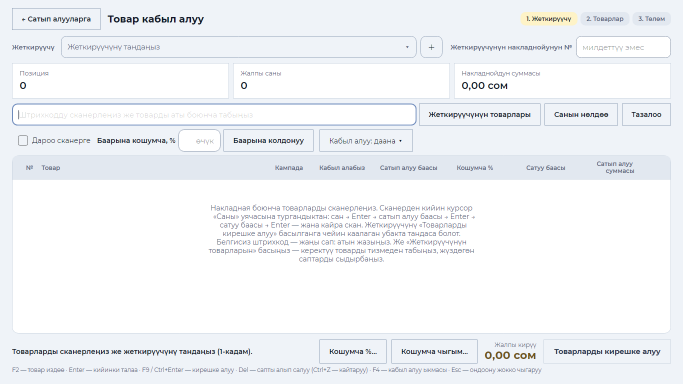 ← Сатып алууларга
Товар кабыл алуу
1. Жеткирүүчү
2. Товарлар
3. Төлөм
Жеткирүүчү
Жеткирүүчүнү тандаңыз
+
Жеткирүүчүнүн накладнойунун №
милдеттүү эмес
Позиция
0
Жалпы саны
0
Накладнойдун суммасы
0,00 сом
Штрихкодду сканерлеңиз же товарды аты боюнча табыңыз
Жеткирүүчүнүн товарлары
Санын нөлдөө
Тазалоо
Дароо сканерге
Баарына кошумча, %
өчүк
Баарына колдонуу
Кабыл алуу: даана
№
Товар
Кампада
Кабыл алабыз
Сатып алуу баасы
Кошумча %
Сатуу баасы
Сатып алуу
суммасы
Накладная боюнча товарларды сканерлеңиз. Сканерден кийин курсор
«Саны» уячасына тургандыктан: сан → Enter → сатып алуу баасы → Enter →
сатуу баасы → Enter — жана кайра скан. Жеткирүүчүнү «Товарларды
кирешке алуу» басылганга чейин каалаган убакта тандаса болот.
Белгисиз штрихкод — жаңы сап: атын жазыңыз. Же «Жеткирүүчүнүн
товарларын» басыңыз — керектүү товарды тизмеден табыңыз, жүздөгөн
саптарды сыдырбаңыз.
Товарларды сканерлеңиз же жеткирүүчүнү тандаңыз (1-кадам).
Кошумча %...
Кошумча чыгым...
Жалпы кирүү
0,00 сом
Товарларды кирешке алуу
F2 — товар издөө · Enter — кийинки талаа · F9 / Ctrl+Enter — кирешке алуу · Del — сапты алып салуу (Ctrl+Z — кайтаруу) · F4 — кабыл алуу ыкмасы · Esc — оңдоону жокко чыгаруу